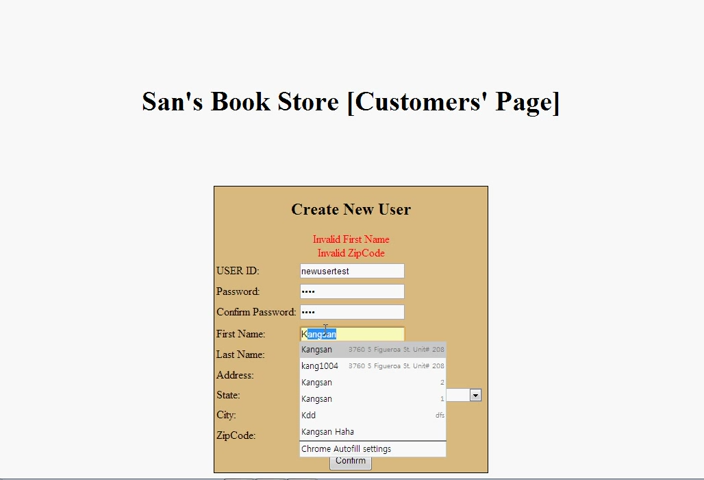 San's Book Store [Customers' Page]
Create New User
Invalid First Name
Invalid ZipCode
USER ID: newusertest
Password: ••••
Confirm Password: ••••
First Name: Kangsan
Kangsan 3760 S Figueroa St. Unit# 208
Last Name:
kang1004 3760 S Figueroa St. Unit# 208
Address:
Kangsan 2
State:
Kangsan 1
City:
Kdd dfs
ZipCode:
Kangsan Haha
Chrome Autofill settings
Confirm